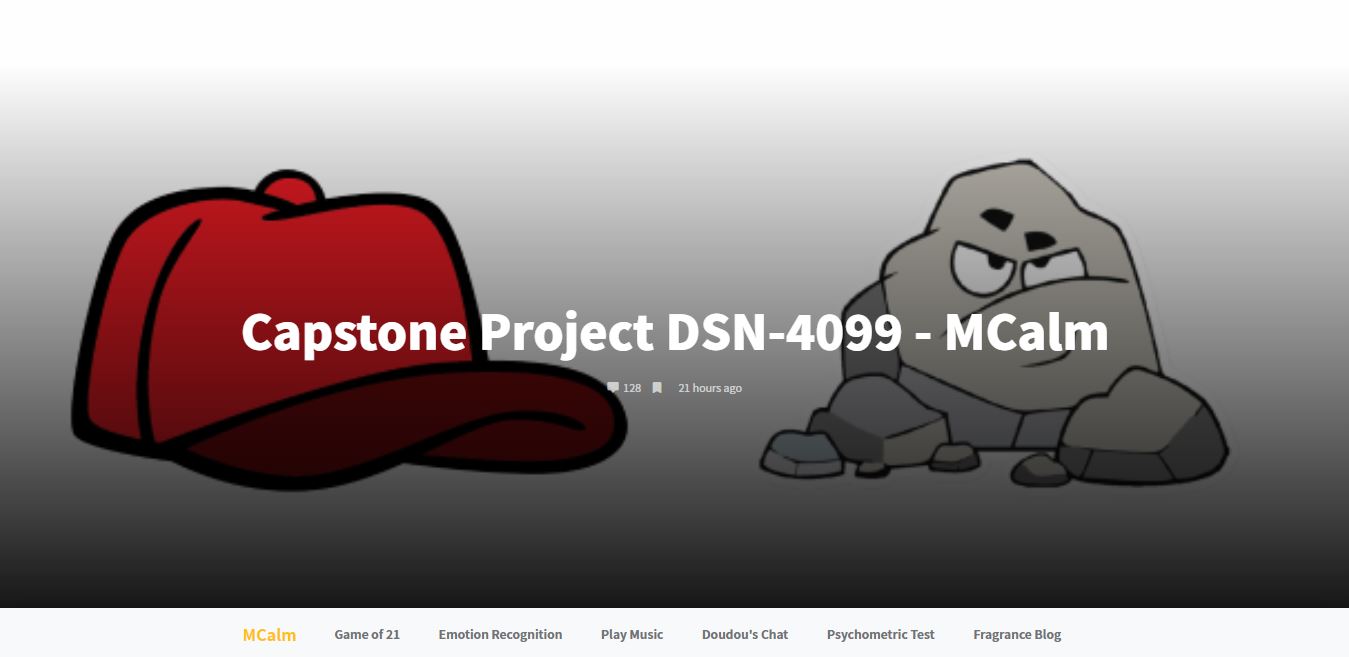 Capstone Project DSN-4099 - MCalm
128 21 hours ago
MCalm Game of 21 Emotion Recognition Play Music Doudou's Chat Psychometric Test Fragrance Blog